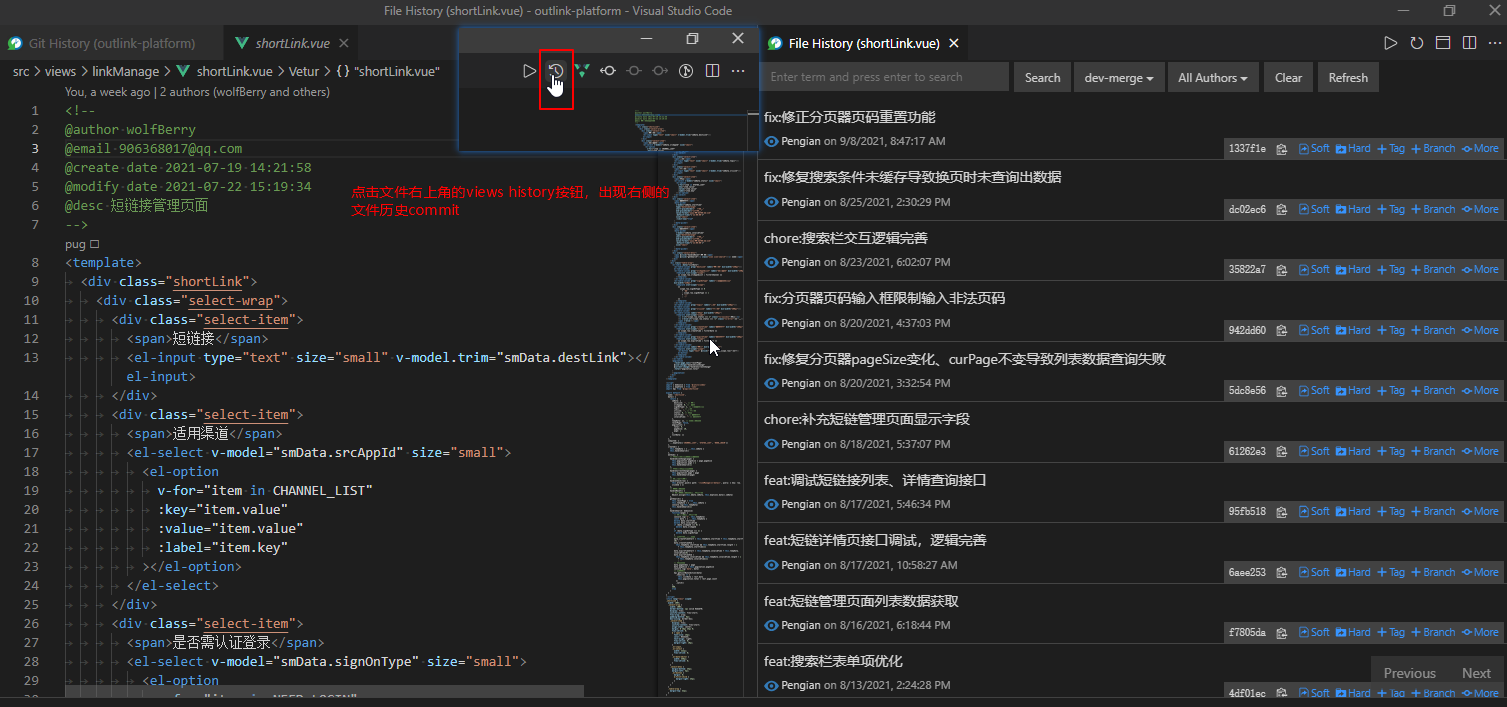 File History (shortLink.vue) - outlink-platform - Visual Studio Code
Git History (outlink-platform)
shortLink.vue
src > views > linkManage > shortLink.vue > Vetur > {} "shortLink.vue"
You, a week ago | 2 authors (wolfBerry and others)
1 <!--
2 @author wolfBerry
3 @email 906368017@qq.com
4 @create date 2021-07-19 14:21:58
5 @modify date 2021-07-22 15:19:34
6 @desc 短链接管理页面
7 -->
pug
8 <template>
9 <div class="shortLink">
10 <div class="select-wrap">
11 <div class="select-item">
12 <span>短链接</span>
13 <el-input type="text" size="small" v-model.trim="smData.destLink"></
el-input>
14 </div>
15 <div class="select-item">
16 <span>适用渠道</span>
17 <el-select v-model="smData.srcAppId" size="small">
18 <el-option
19 v-for="item in CHANNEL_LIST"
20 :key="item.value"
21 :value="item.value"
22 :label="item.key"
23 ></el-option>
24 </el-select>
25 </div>
26 <div class="select-item">
27 <span>是否需认证登录</span>
28 <el-select v-model="smData.signOnType" size="small">
29 <el-option
点击文件右上角的views history按钮，出现右侧的
文件历史commit
File History (shortLink.vue)
Enter term and press enter to search
Search
dev-merge
All Authors
Clear
Refresh
fix:修正分页器页码重置功能
Pengian on 9/8/2021, 8:47:17 AM
1337f1e Soft Hard Tag Branch More
fix:修复搜索条件未缓存导致换页时未查询出数据
Pengian on 8/25/2021, 2:30:29 PM
dc02ec6 Soft Hard Tag Branch More
chore:搜索栏交互逻辑完善
Pengian on 8/23/2021, 6:02:07 PM
35822a7 Soft Hard Tag Branch More
fix:分页器页码输入框限制输入非法页码
Pengian on 8/20/2021, 4:37:03 PM
942dd60 Soft Hard Tag Branch More
fix:修复分页器pageSize变化、curPage不变导致列表数据查询失败
Pengian on 8/20/2021, 3:32:54 PM
5dc8e56 Soft Hard Tag Branch More
chore:补充短链管理页面显示字段
Pengian on 8/18/2021, 5:37:07 PM
61262e3 Soft Hard Tag Branch More
feat:调试短链接列表、详情查询接口
Pengian on 8/17/2021, 5:46:34 PM
95fb518 Soft Hard Tag Branch More
feat:短链详情页接口调试，逻辑完善
Pengian on 8/17/2021, 10:58:27 AM
6aee253 Soft Hard Tag Branch More
feat:短链管理页面列表数据获取
Pengian on 8/16/2021, 6:18:44 PM
f7805da Soft Hard Tag Branch More
feat:搜索栏表单项优化
Pengian on 8/13/2021, 2:24:28 PM
Previous Next
4df01ec Soft Hard Tag Branch More